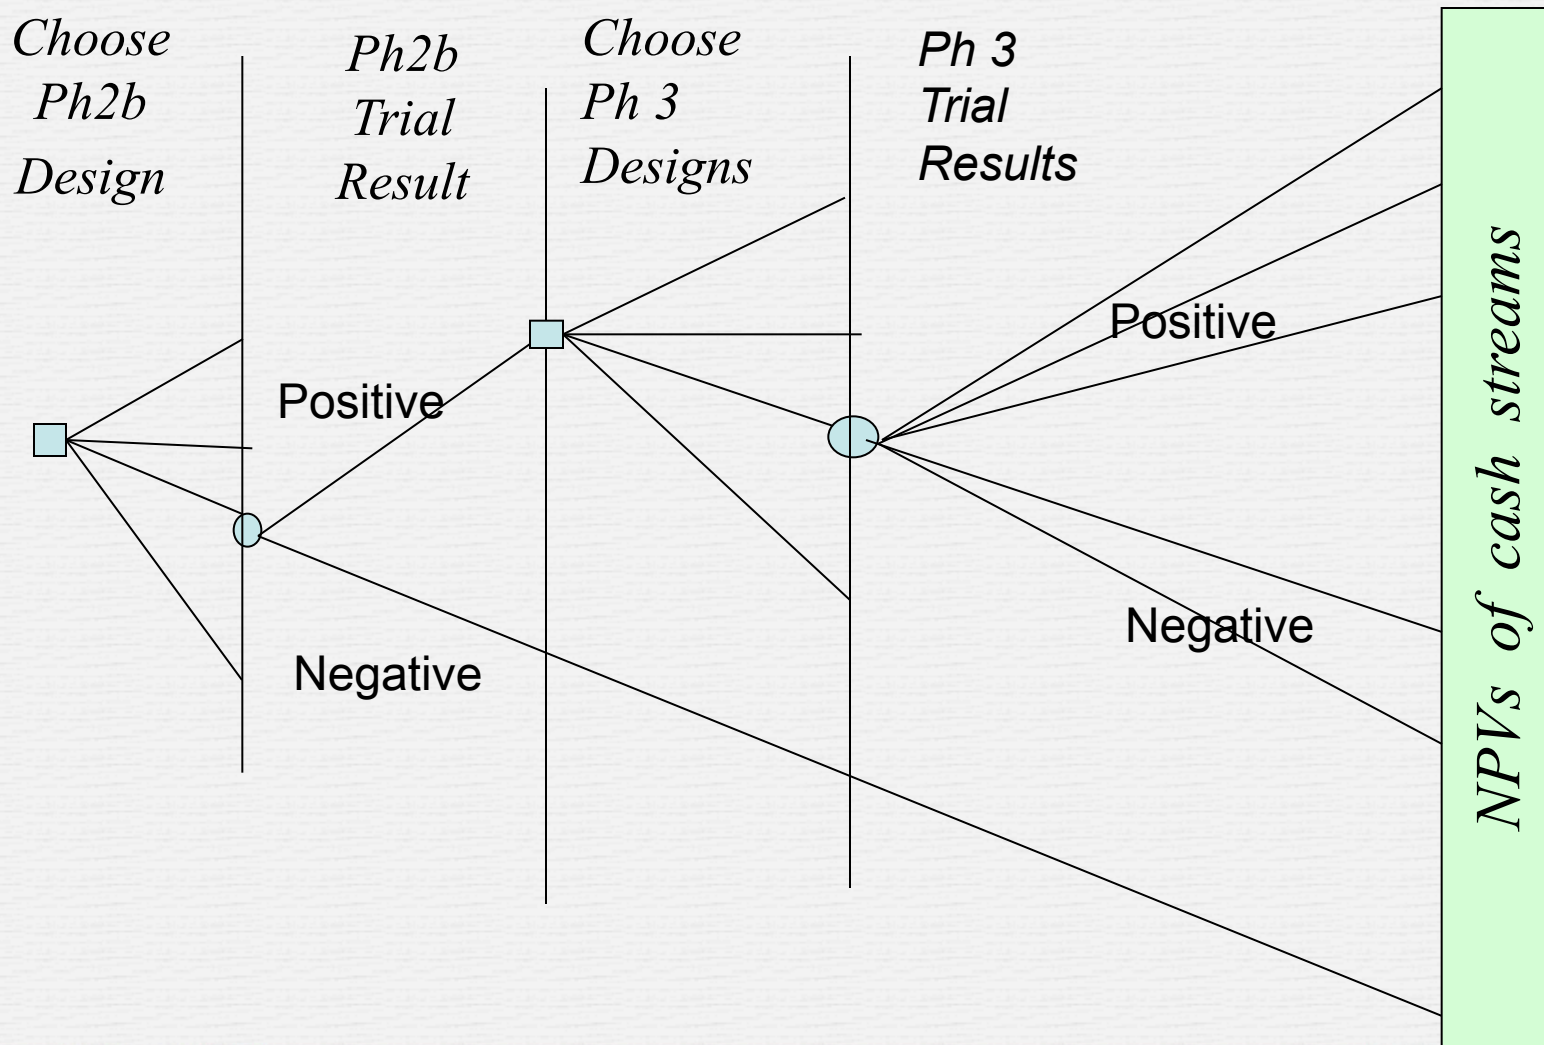 Choose
Ph2b
Design
Ph2b
Trial
Result
Choose
Ph 3
Designs
Ph 3
Trial
Results
Positive
Negative
Positive
Negative
NPVs of cash streams